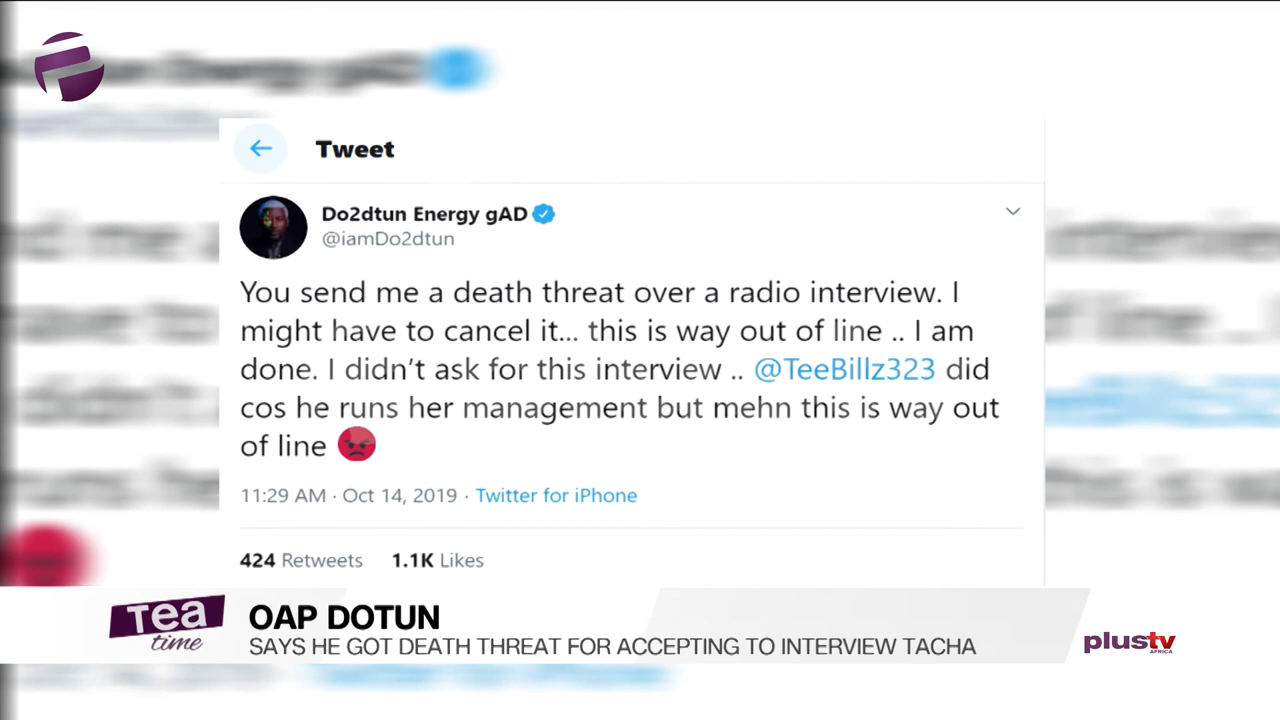 Tweet
Do2dtun Energy gAD
@iamDo2dtun
You send me a death threat over a radio interview. I
might have to cancel it... this is way out of line .. I am
done. I didn’t ask for this interview .. @TeeBillz323 did
cos he runs her management but mehn this is way out
of line
11:29 AM · Oct 14, 2019 · Twitter for iPhone
424 Retweets 1.1K Likes
Tea
time
OAP DOTUN
SAYS HE GOT DEATH THREAT FOR ACCEPTING TO INTERVIEW TACHA
plustv
AFRICA